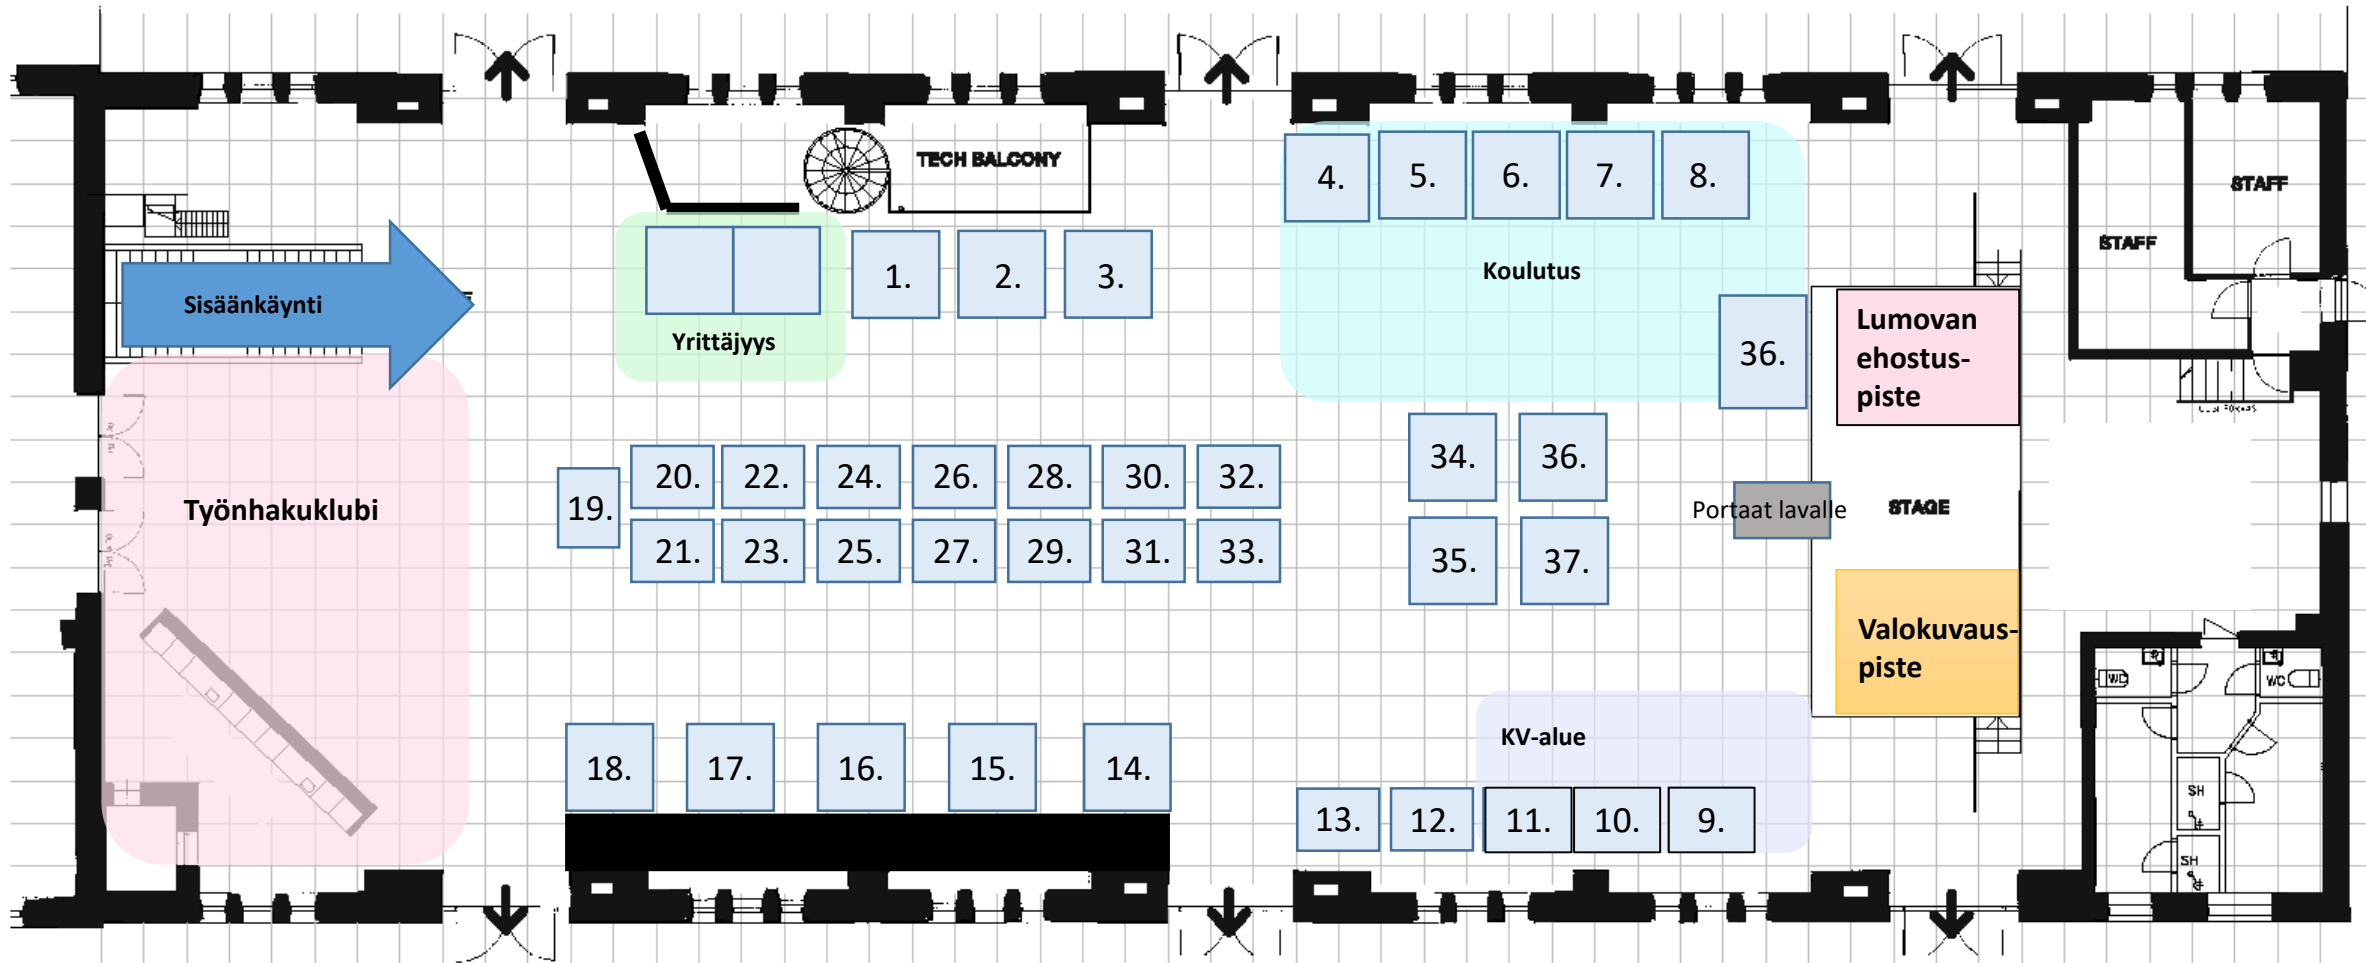 TECH BALCONY
4.
5.
6.
7.
8.
STAFF
STAFF
Sisäänkäynti
1.
2.
3.
Koulutus
Yrittäjyys
36.
Lumovan
ehostus-
piste
Työnhakuklubi
19.
20.
22.
24.
26.
28.
30.
32.
21.
23.
25.
27.
29.
31.
33.
34.
36.
35.
37.
Portaat lavalle
STAGE
Valokuvaus-
piste
WC
WC
KV-alue
18.
17.
16.
15.
14.
13.
12.
11.
10.
9.
SH
SH